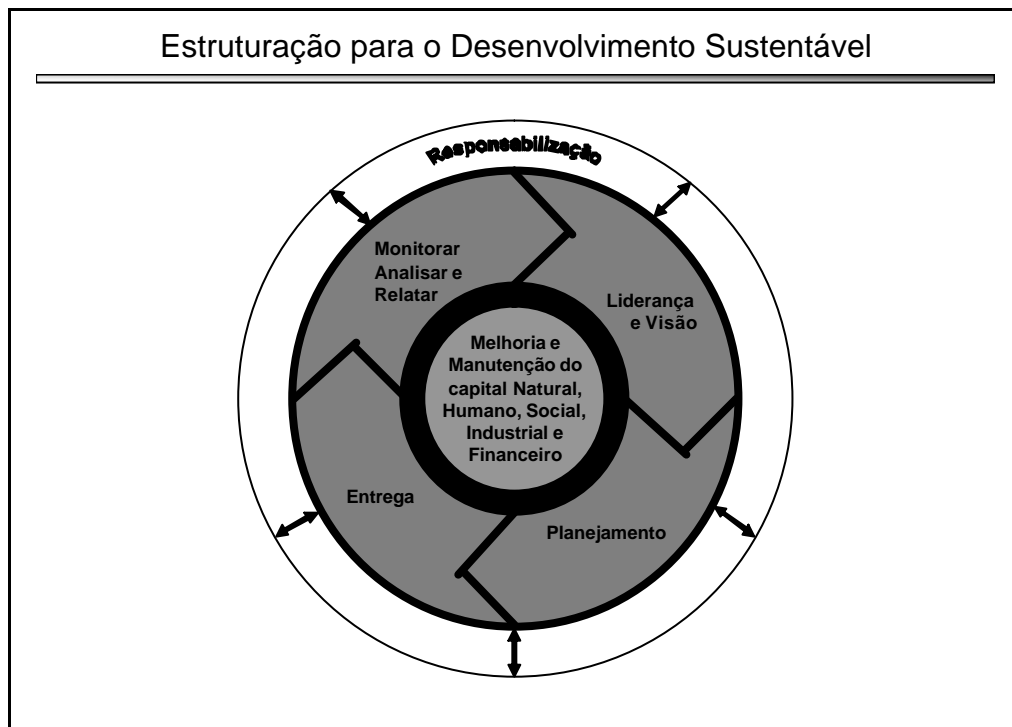 Estruturação para o Desenvolvimento Sustentável
Responsabilização
Monitorar
Analisar e
Relatar
Liderança
e Visão
Melhoria e
Manutenção do
capital Natural,
Humano, Social,
Industrial e
Financeiro
Entrega
Planejamento